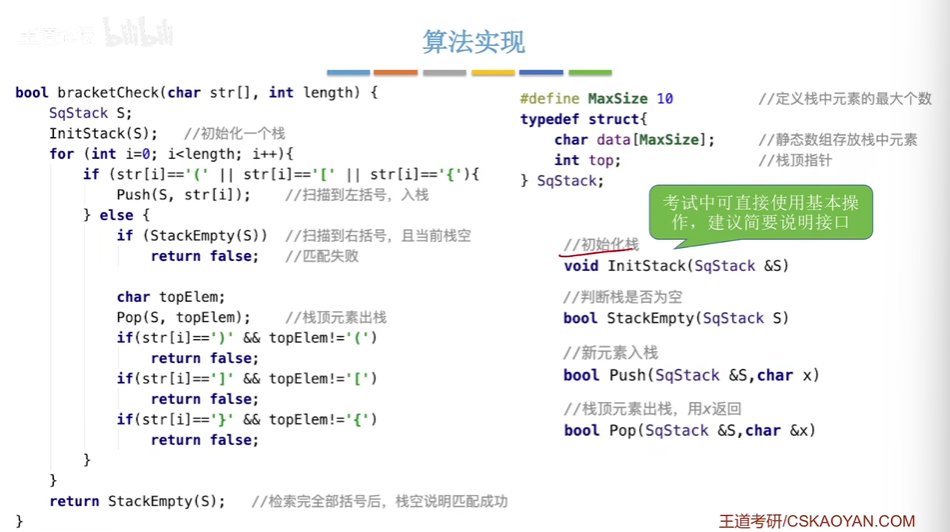 王道考研 bilibili
算法实现
bool bracketCheck(char str[], int length) {
SqStack S;
InitStack(S); //初始化一个栈
for (int i=0; i<length; i++){
if (str[i]=='(' || str[i]=='[' || str[i]=='{'){
Push(S, str[i]); //扫描到左括号，入栈
} else {
if (StackEmpty(S)) //扫描到右括号，且当前栈空
return false; //匹配失败
char topElem;
Pop(S, topElem); //栈顶元素出栈
if(str[i]==')' && topElem!='(')
return false;
if(str[i]==']' && topElem!='[')
return false;
if(str[i]=='}' && topElem!='{')
return false;
}
}
return StackEmpty(S); //检索完全部括号后，栈空说明匹配成功
}
#define MaxSize 10 //定义栈中元素的最大个数
typedef struct{
char data[MaxSize]; //静态数组存放栈中元素
int top; //栈顶指针
} SqStack;
考试中可直接使用基本操
作，建议简要说明接口
//初始化栈
void InitStack(SqStack &S)
//判断栈是否为空
bool StackEmpty(SqStack S)
//新元素入栈
bool Push(SqStack &S,char x)
//栈顶元素出栈，用x返回
bool Pop(SqStack &S,char &x)
王道考研/CSKAOYAN.COM